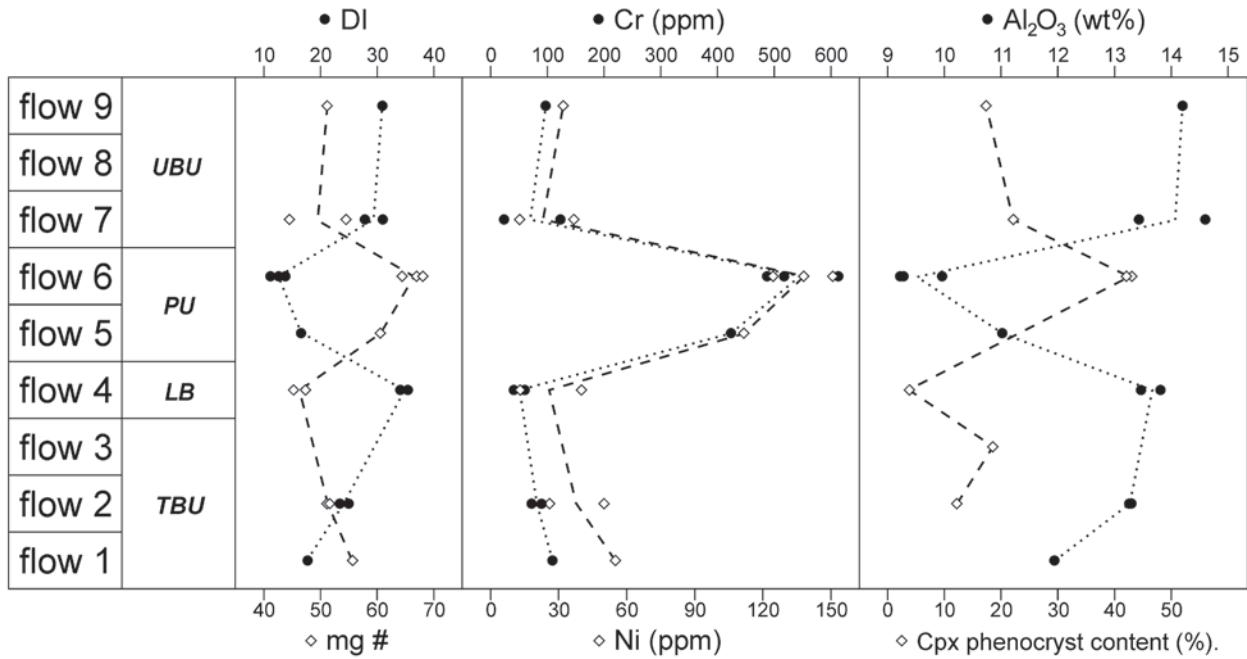 ● DI ● Cr (ppm) ● Al₂O₃ (wt%)
10 20 30 40 0 100 200 300 400 500 600 9 10 11 12 13 14 15
flow 9
flow 8 UBU
flow 7
flow 6
PU
flow 5
flow 4 LB
flow 3
flow 2 TBU
flow 1
40 50 60 70 0 30 60 90 120 150 0 10 20 30 40 50
◇ mg # ◇ Ni (ppm) ◇ Cpx phenocryst content (%).